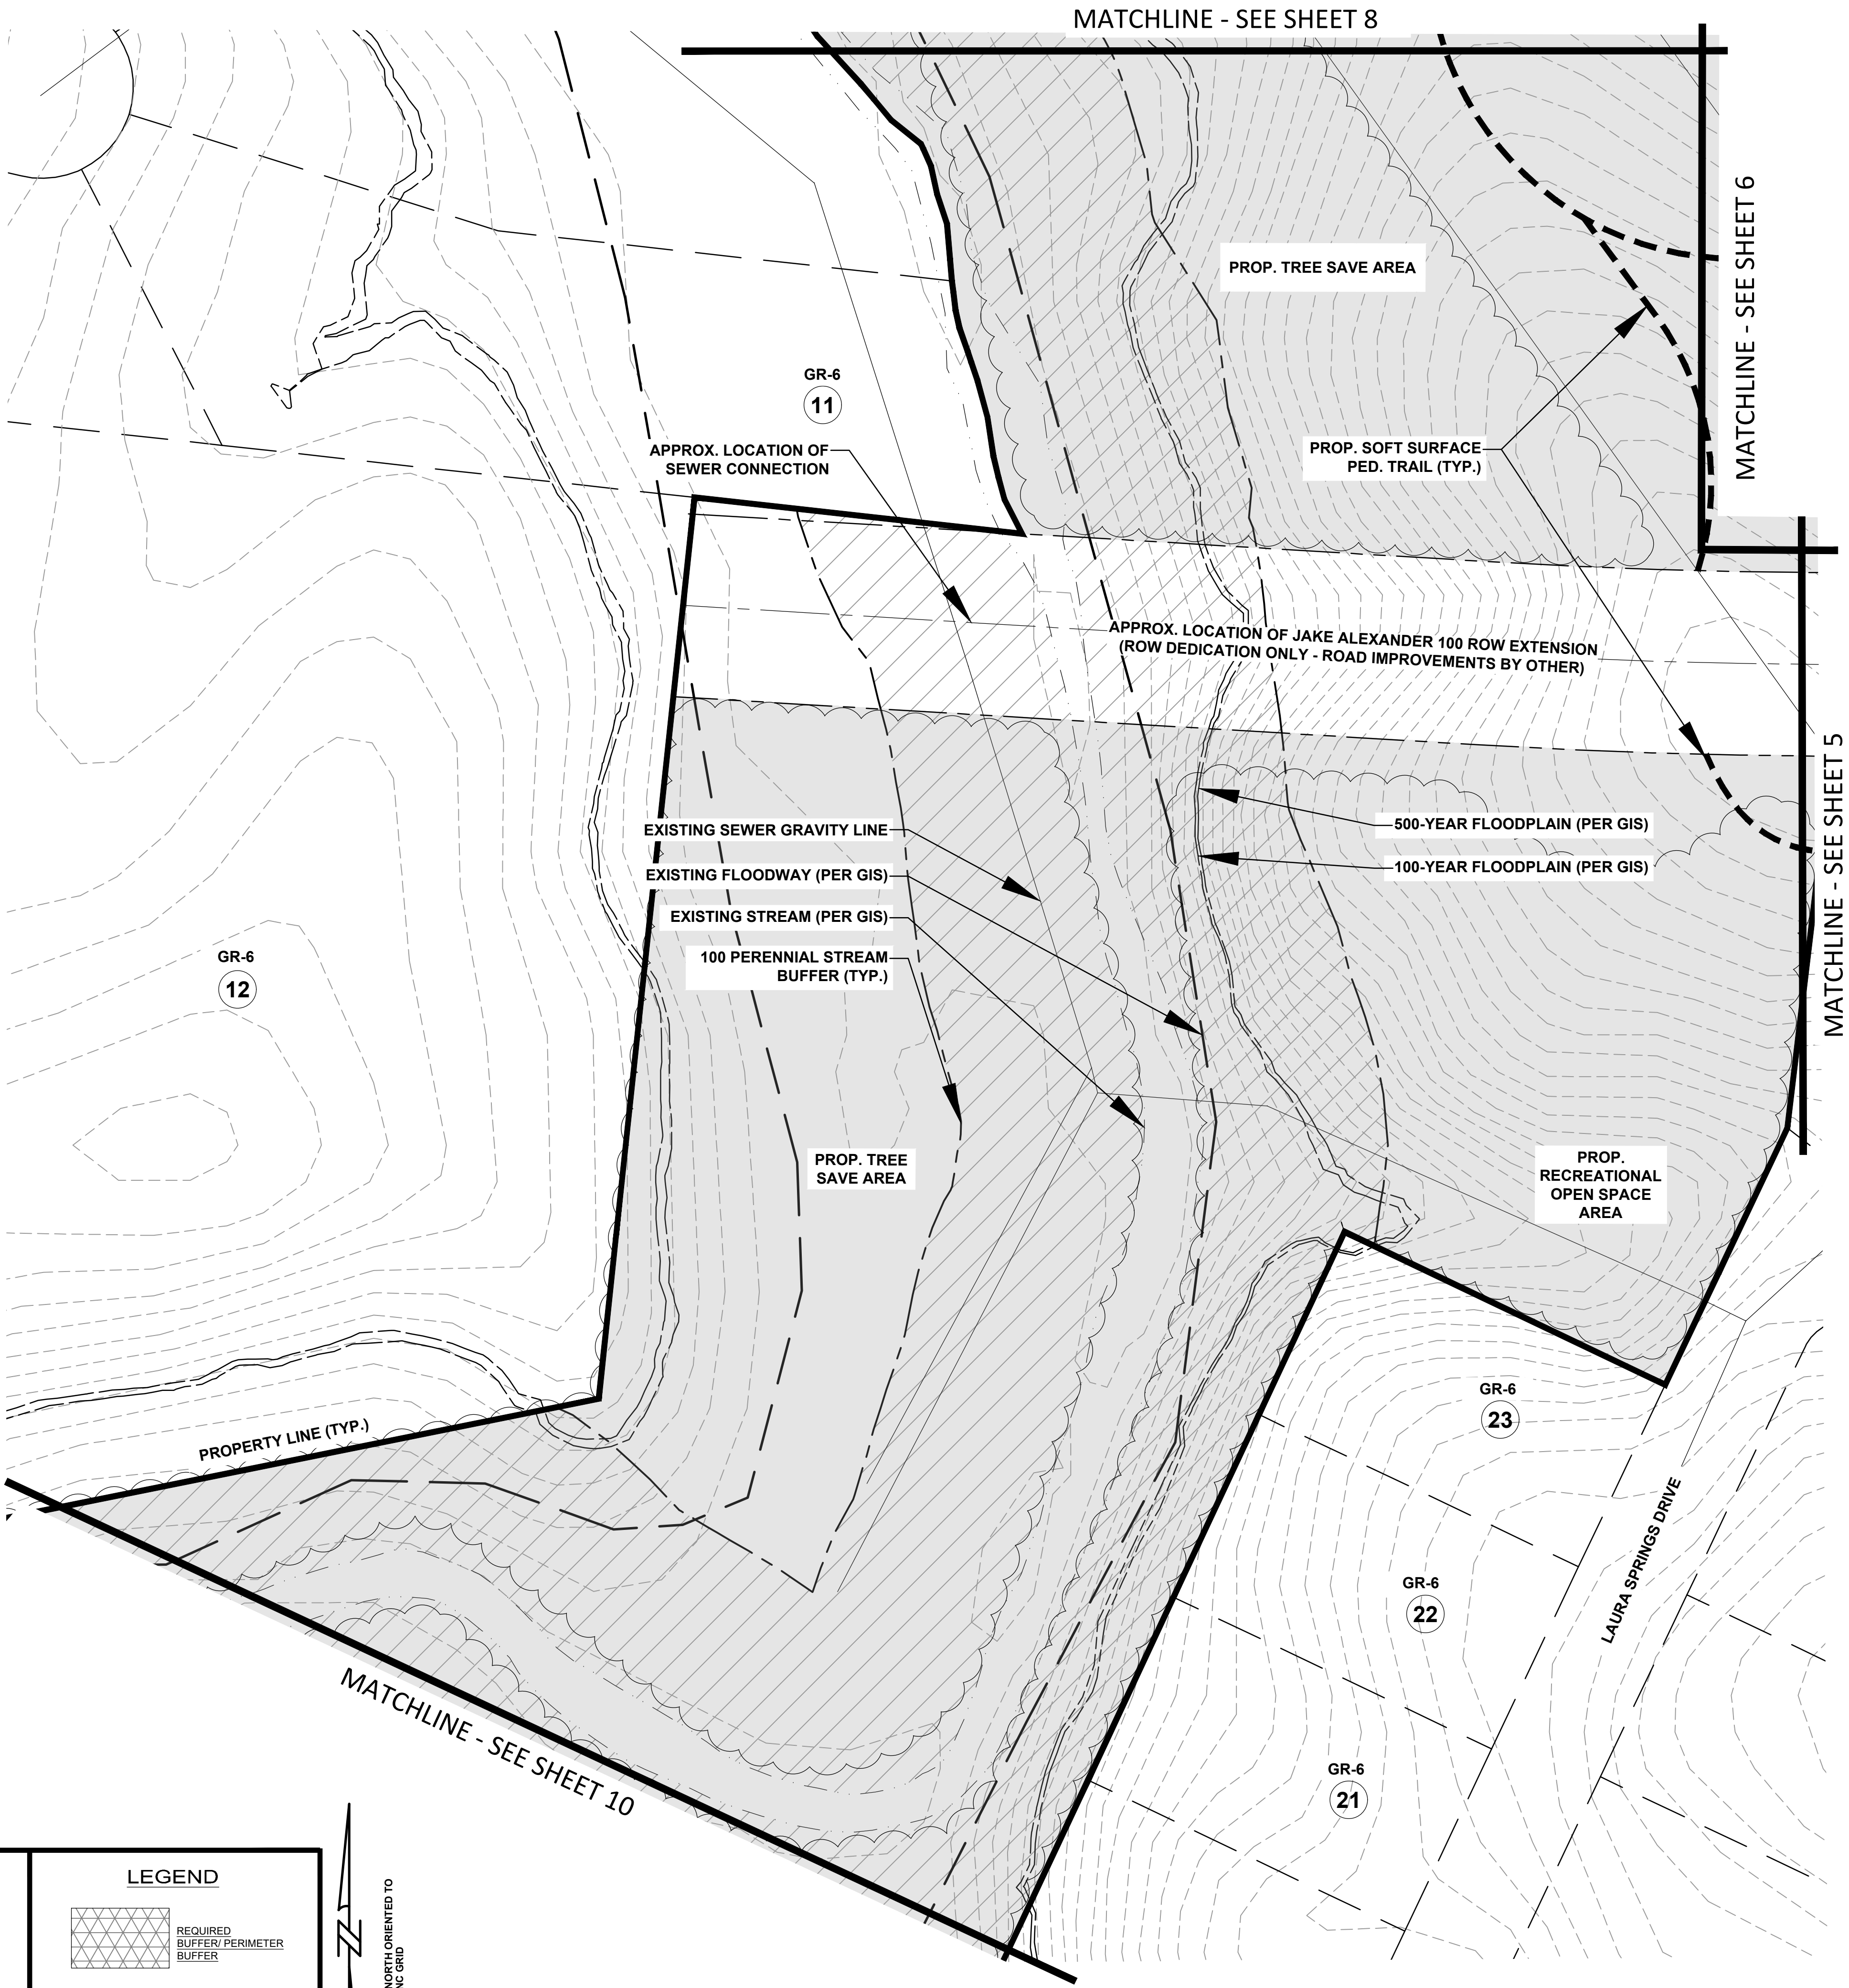 MATCHLINE - SEE SHEET 8
MATCHLINE - SEE SHEET 6
PROP. TREE SAVE AREA
GR-6
11
APPROX. LOCATION OF
SEWER CONNECTION
PROP. SOFT SURFACE
PED. TRAIL (TYP.)
APPROX. LOCATION OF JAKE ALEXANDER 100 ROW EXTENSION
(ROW DEDICATION ONLY - ROAD IMPROVEMENTS BY OTHER)
MATCHLINE - SEE SHEET 5
EXISTING SEWER GRAVITY LINE
EXISTING FLOODWAY (PER GIS)
EXISTING STREAM (PER GIS)
100 PERENNIAL STREAM
BUFFER (TYP.)
500-YEAR FLOODPLAIN (PER GIS)
100-YEAR FLOODPLAIN (PER GIS)
GR-6
12
PROP. TREE
SAVE AREA
PROP.
RECREATIONAL
OPEN SPACE
AREA
PROPERTY LINE (TYP.)
GR-6
23
LAURA SPRINGS DRIVE
GR-6
22
GR-6
21
MATCHLINE - SEE SHEET 10
LEGEND
REQUIRED
BUFFER/ PERIMETER
BUFFER
NORTH ORIENTED TO
NC GRID